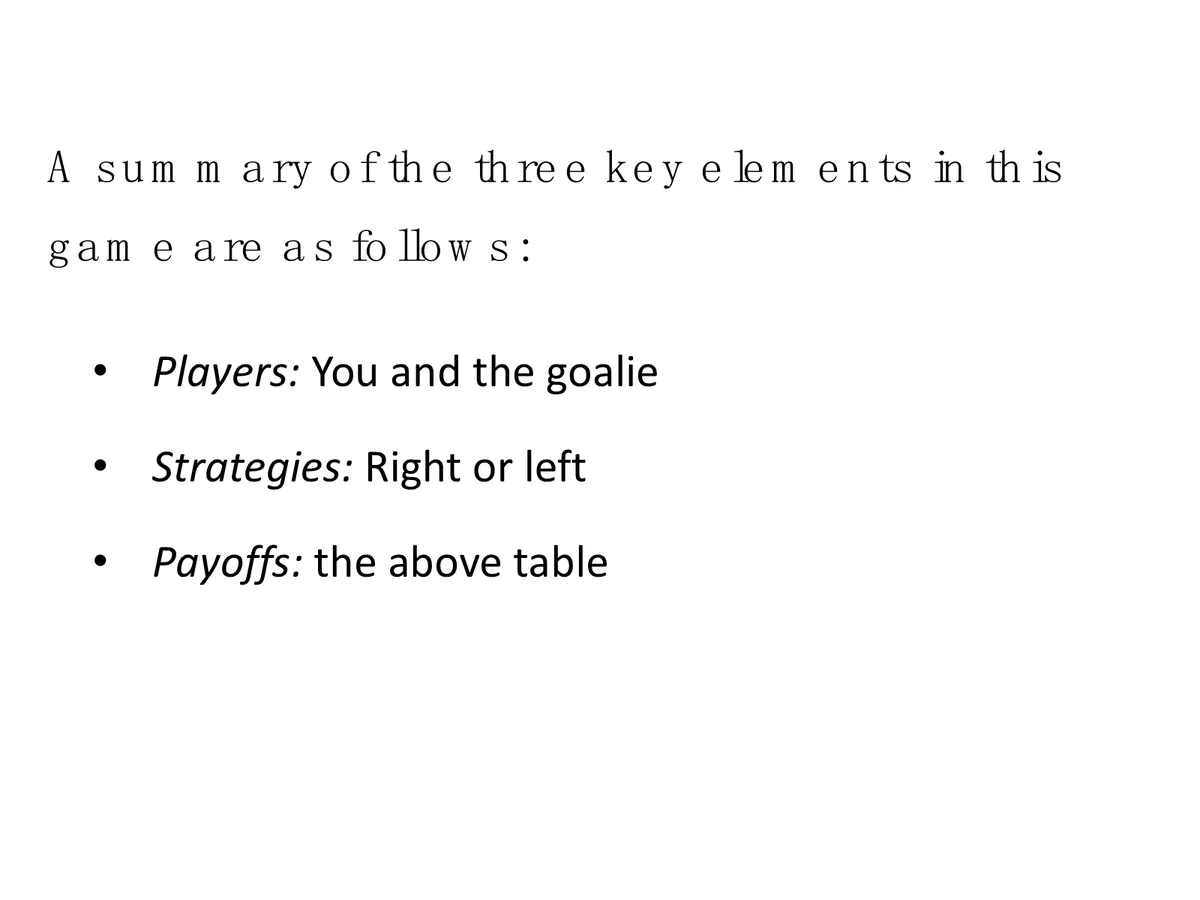 A summary of the three key elements in this
game are as follows:
• Players: You and the goalie
• Strategies: Right or left
• Payoffs: the above table